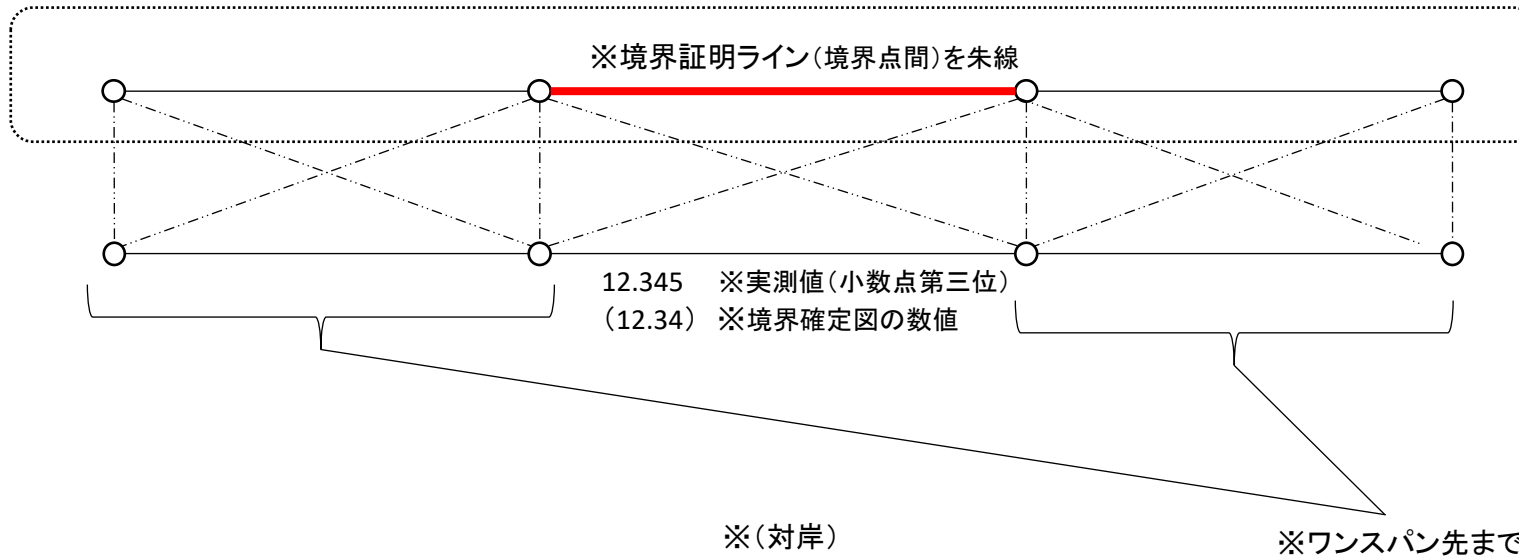 ※境界証明ライン(境界点間)を朱線
12.345 ※実測値(小数点第三位)
(12.34) ※境界確定図の数値
※(対岸)
※ワンスパン先まで